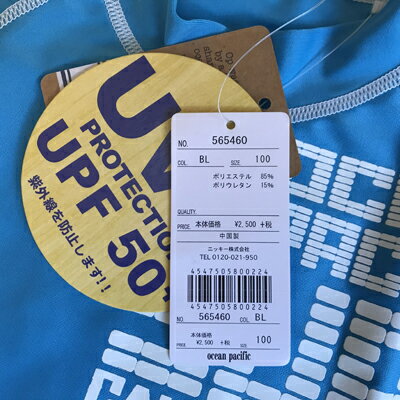 UV
PROTECTION
UPF 50+
紫外線を防止します!!
NO. 565460
COL. BL SIZE 100
ポリエステル 85%
ポリウレタン 15%
QUALITY.
PRICE. 本体価格 ¥2,500 +税
中国製
ニッキー株式会社
TEL 0120-021-950
4547505800224
4547505800224
NO. 565460 COL. BL
本体価格
PRICE. ¥2,500 +税 SIZE 100
ocean pacific